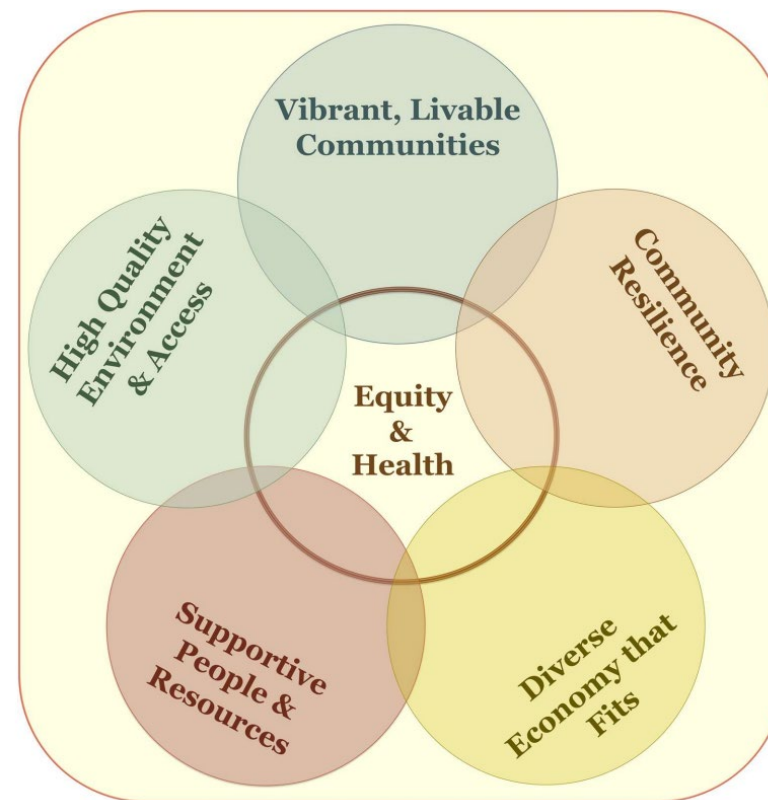 Vibrant, Livable
Communities
High Quality
Environment
& Access
Community
Resilience
Equity
&
Health
Supportive
People &
Resources
Diverse
Economy that
Fits